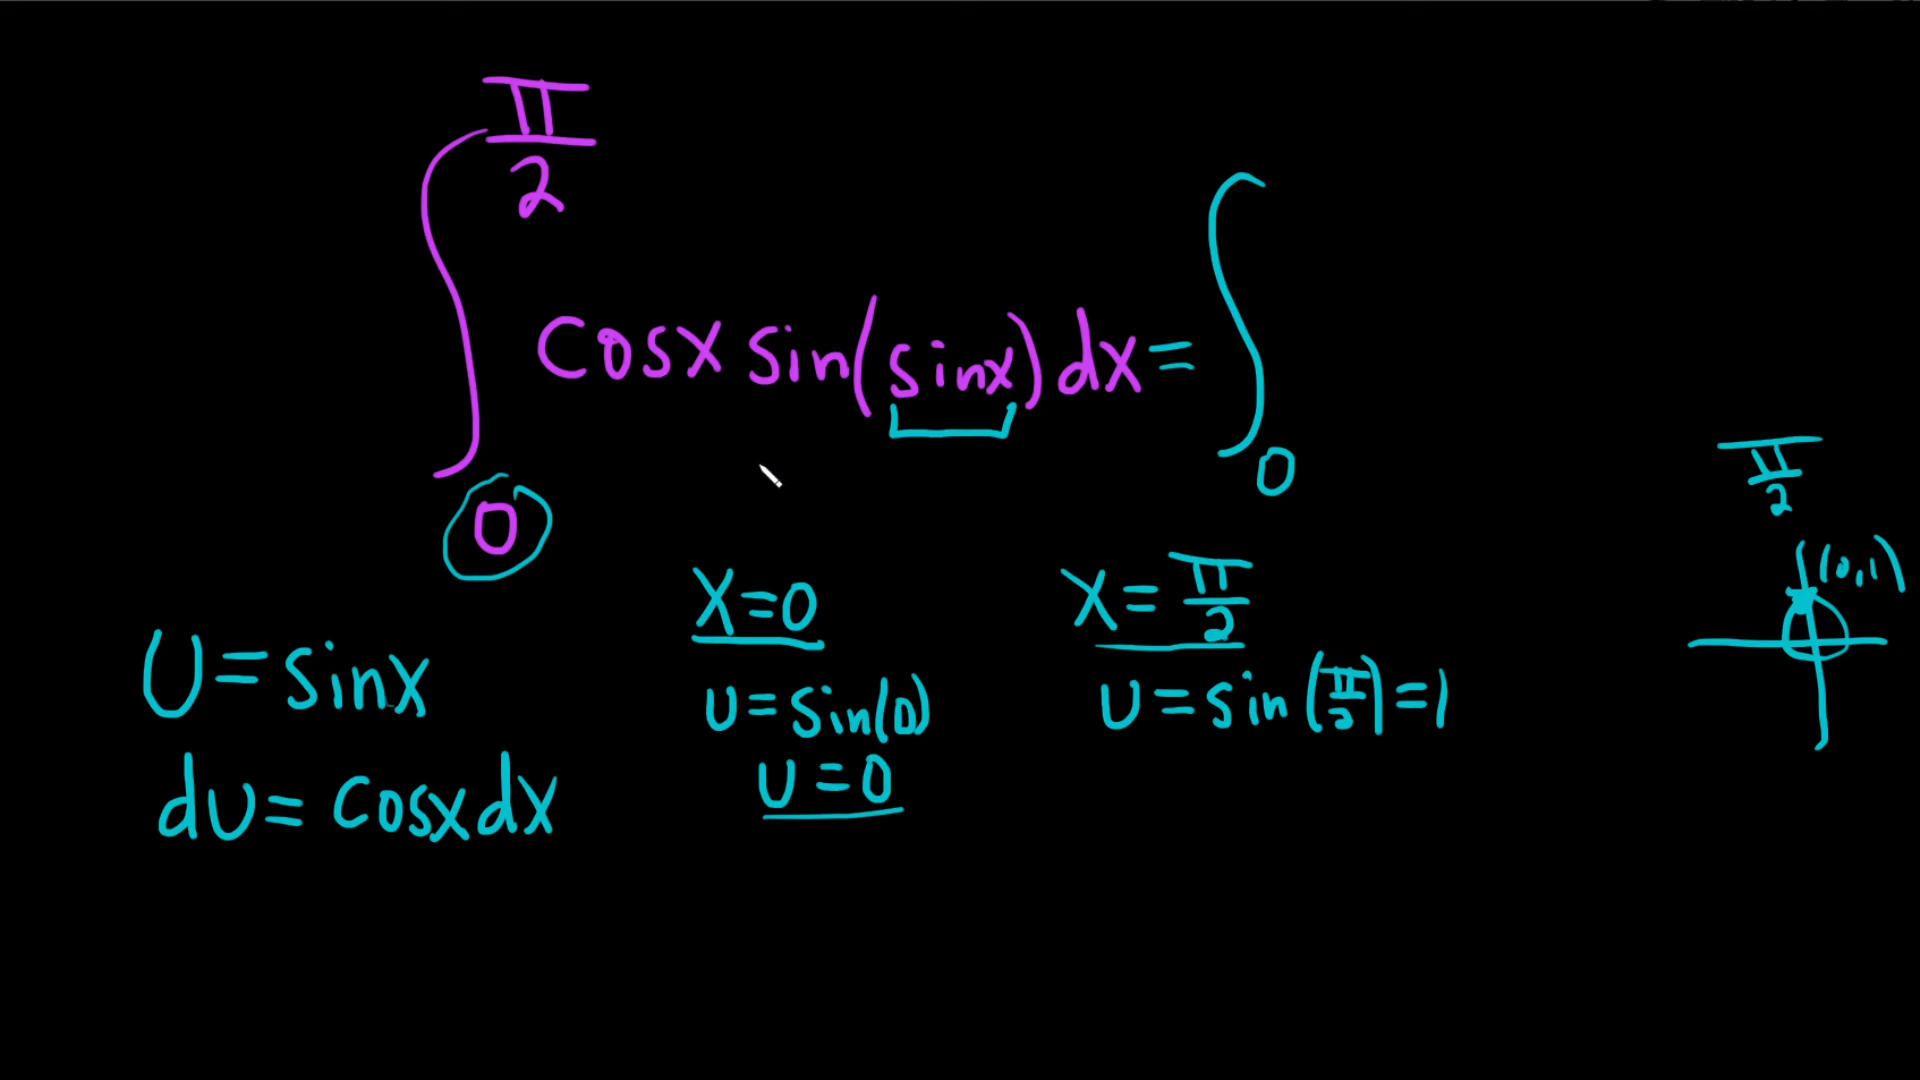 ∫₀^(π/2) cosx sin(sinx) dx = ∫₀
π/2
(0,1)
x=0
x=π/2
U=sinx
U=sin(0)
U=sin(π/2)=1
U=0
du=cosxdx